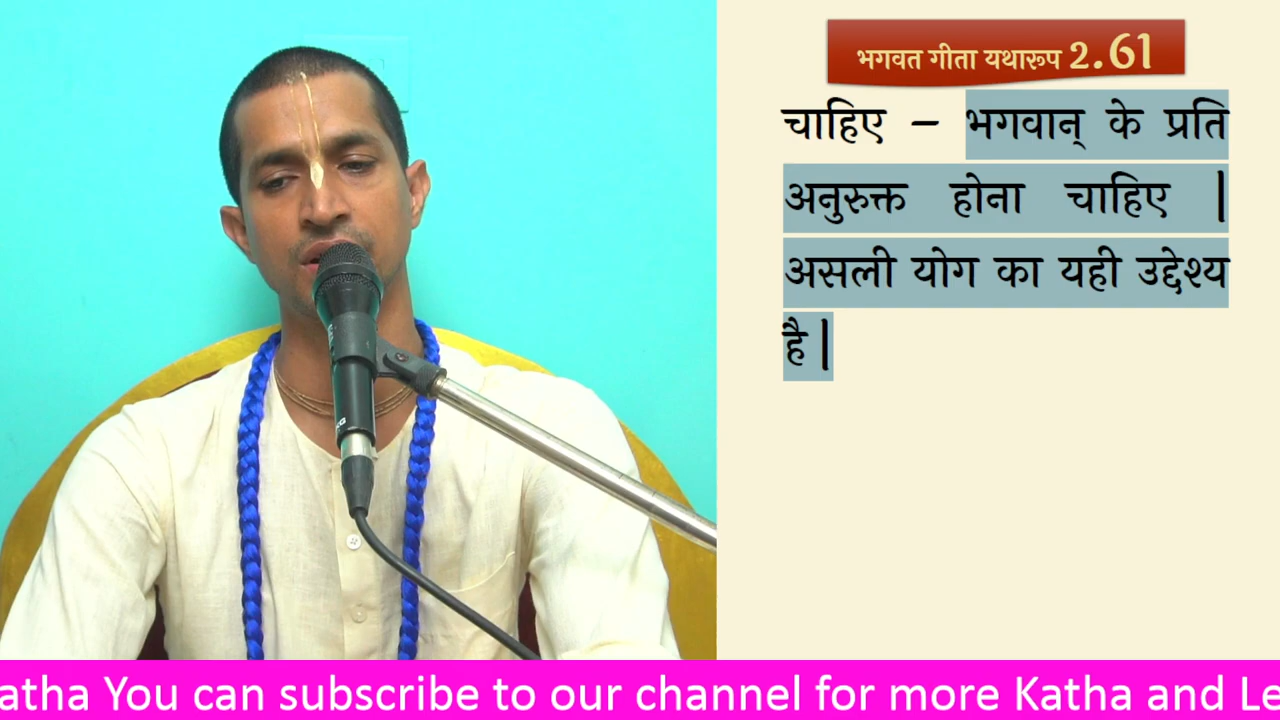 भगवत गीता यथारूप 2.61
चाहिए – भगवान् के प्रति
अनुरुक्त होना चाहिए |
असली योग का यही उद्देश्य
है |
atha You can subscribe to our channel for more Katha and Le